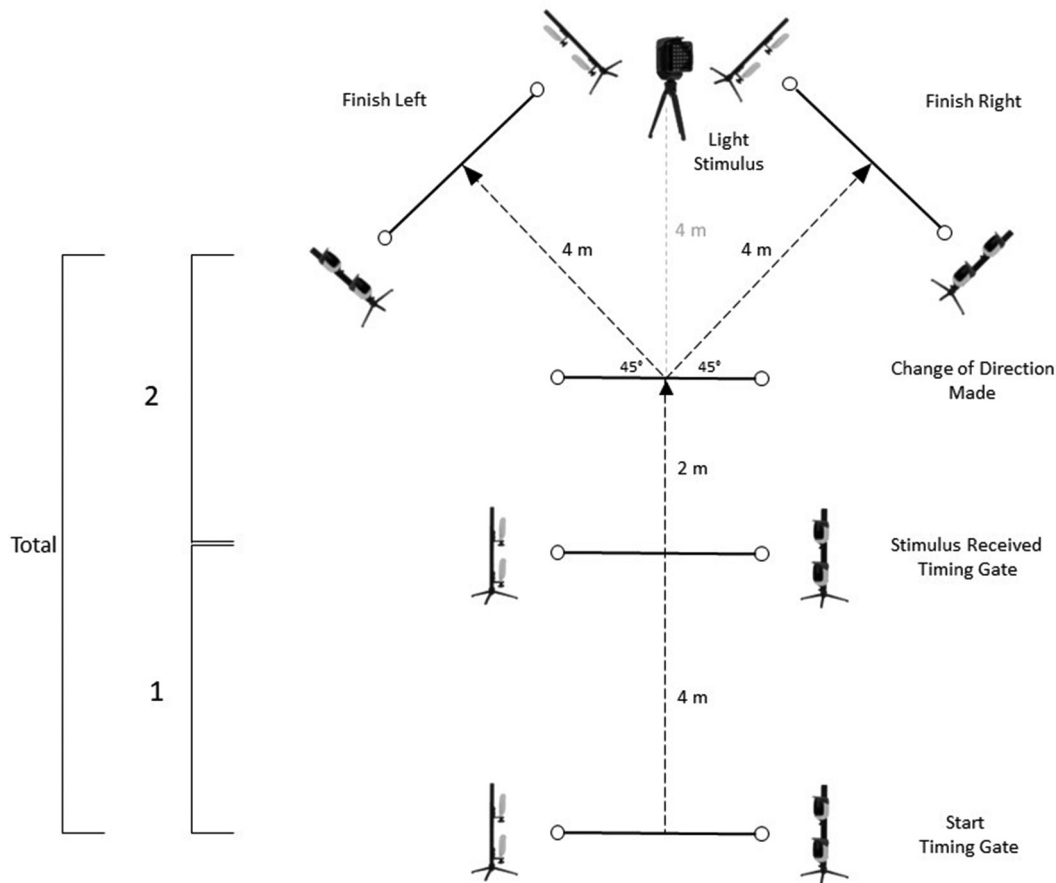 Finish Left
Finish Right
Light
Stimulus
4 m
4 m
4 m
45°
45°
Change of Direction
Made
2
2 m
Total
Stimulus Received
Timing Gate
1
4 m
Start
Timing Gate